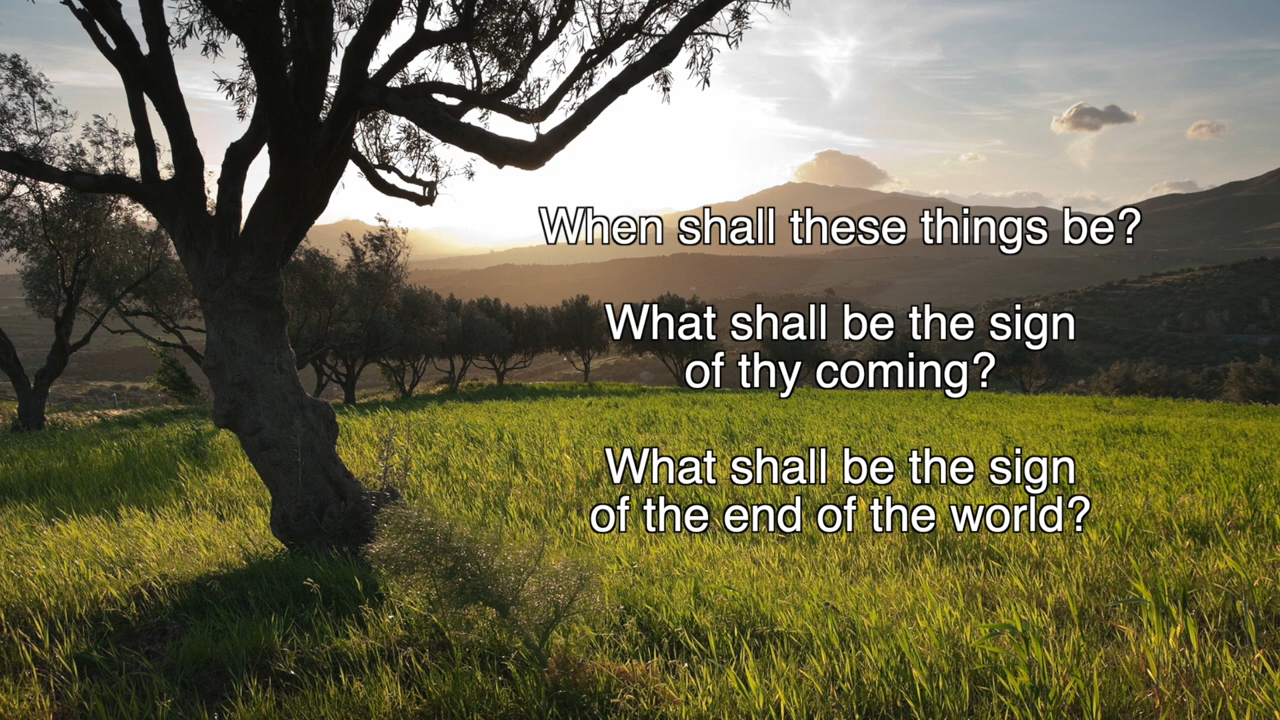 When shall these things be?
What shall be the sign
of thy coming?
What shall be the sign
of the end of the world?